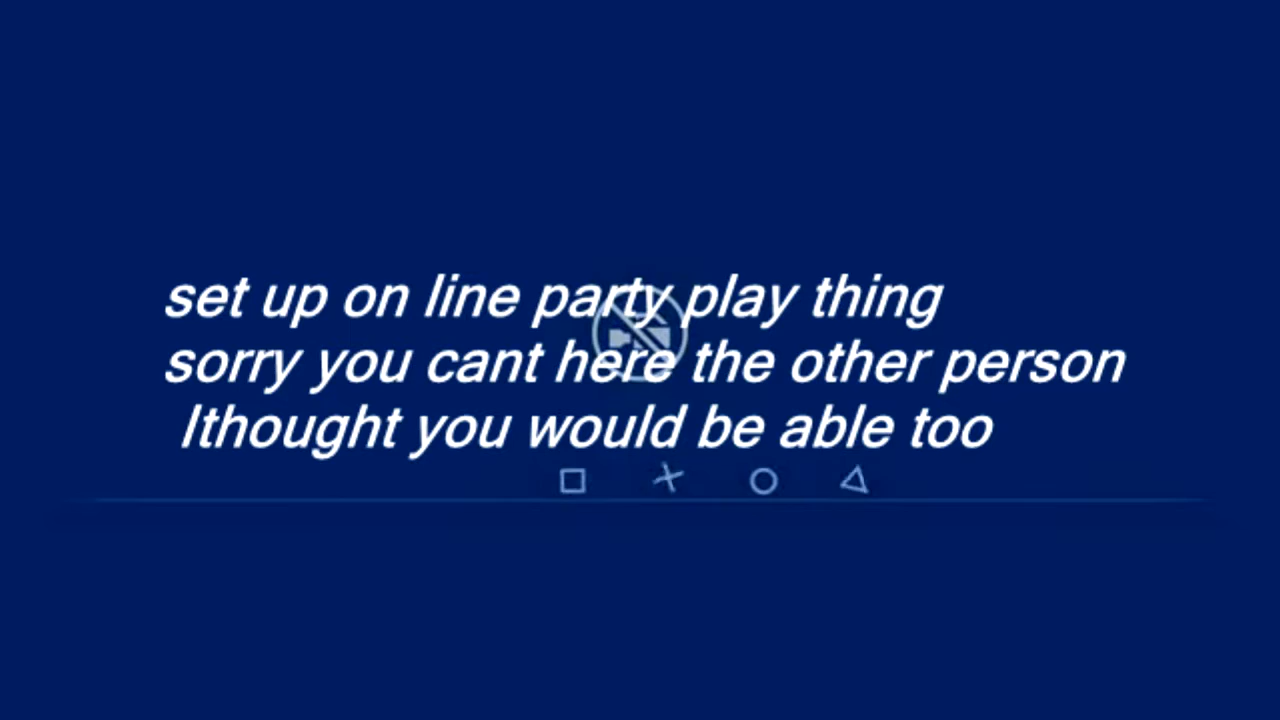 set up on line party play thing
sorry you cant here the other person
Ithought you would be able too